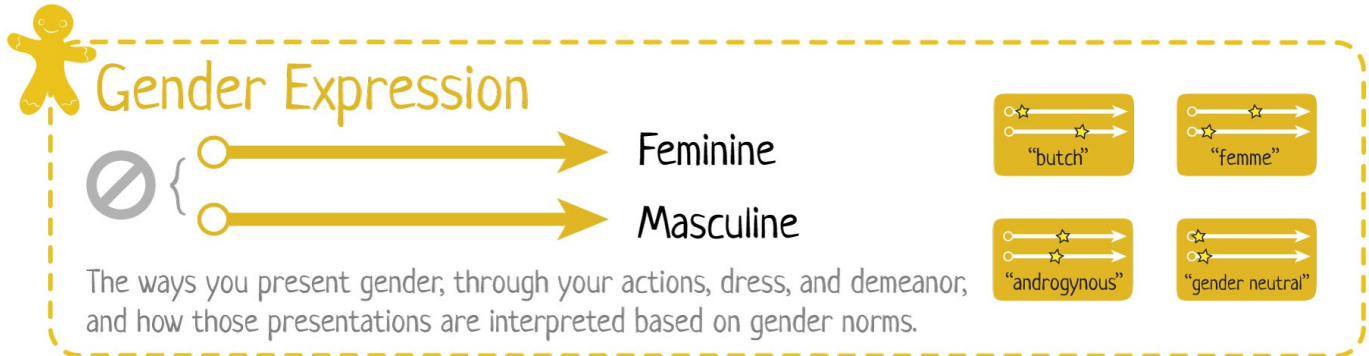 Gender Expression
Feminine
Masculine
The ways you present gender, through your actions, dress, and demeanor,
and how those presentations are interpreted based on gender norms.
“butch”
“femme”
“androgynous”
“gender neutral”